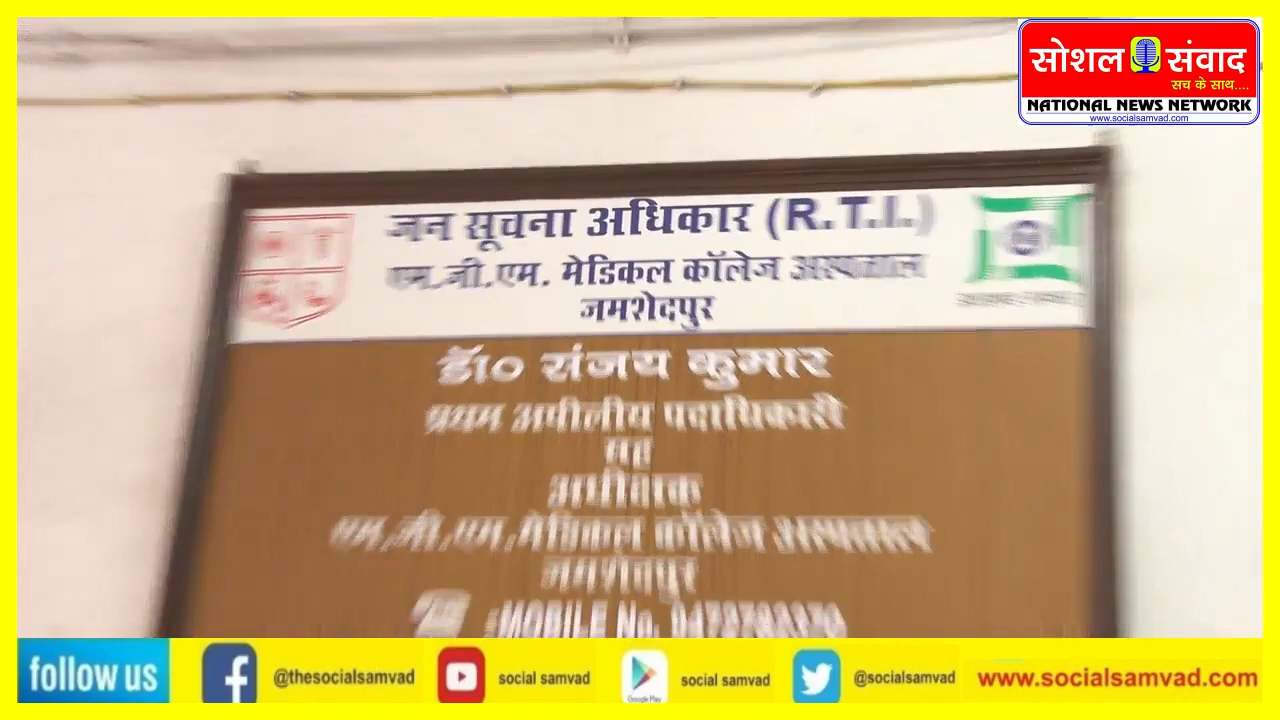 सोशल संवाद
सच के साथ....
NATIONAL NEWS NETWORK
www.socialsamvad.com
जन सूचना अधिकार (R.T.I.)
एम.जी.एम. मेडिकल कॉलेज अस्पताल
जमशेदपुर
डॉ० संजय कुमार
प्रथम अपीलीय पदाधिकारी
सह
अधीक्षक
एम.जी.एम.मेडिकल कॉलेज अस्पताल
जमशेदपुर
MOBILE No.
follow us
@thesocialsamvad
social samvad
Google Play
social samvad
@socialsamvad
www.socialsamvad.com